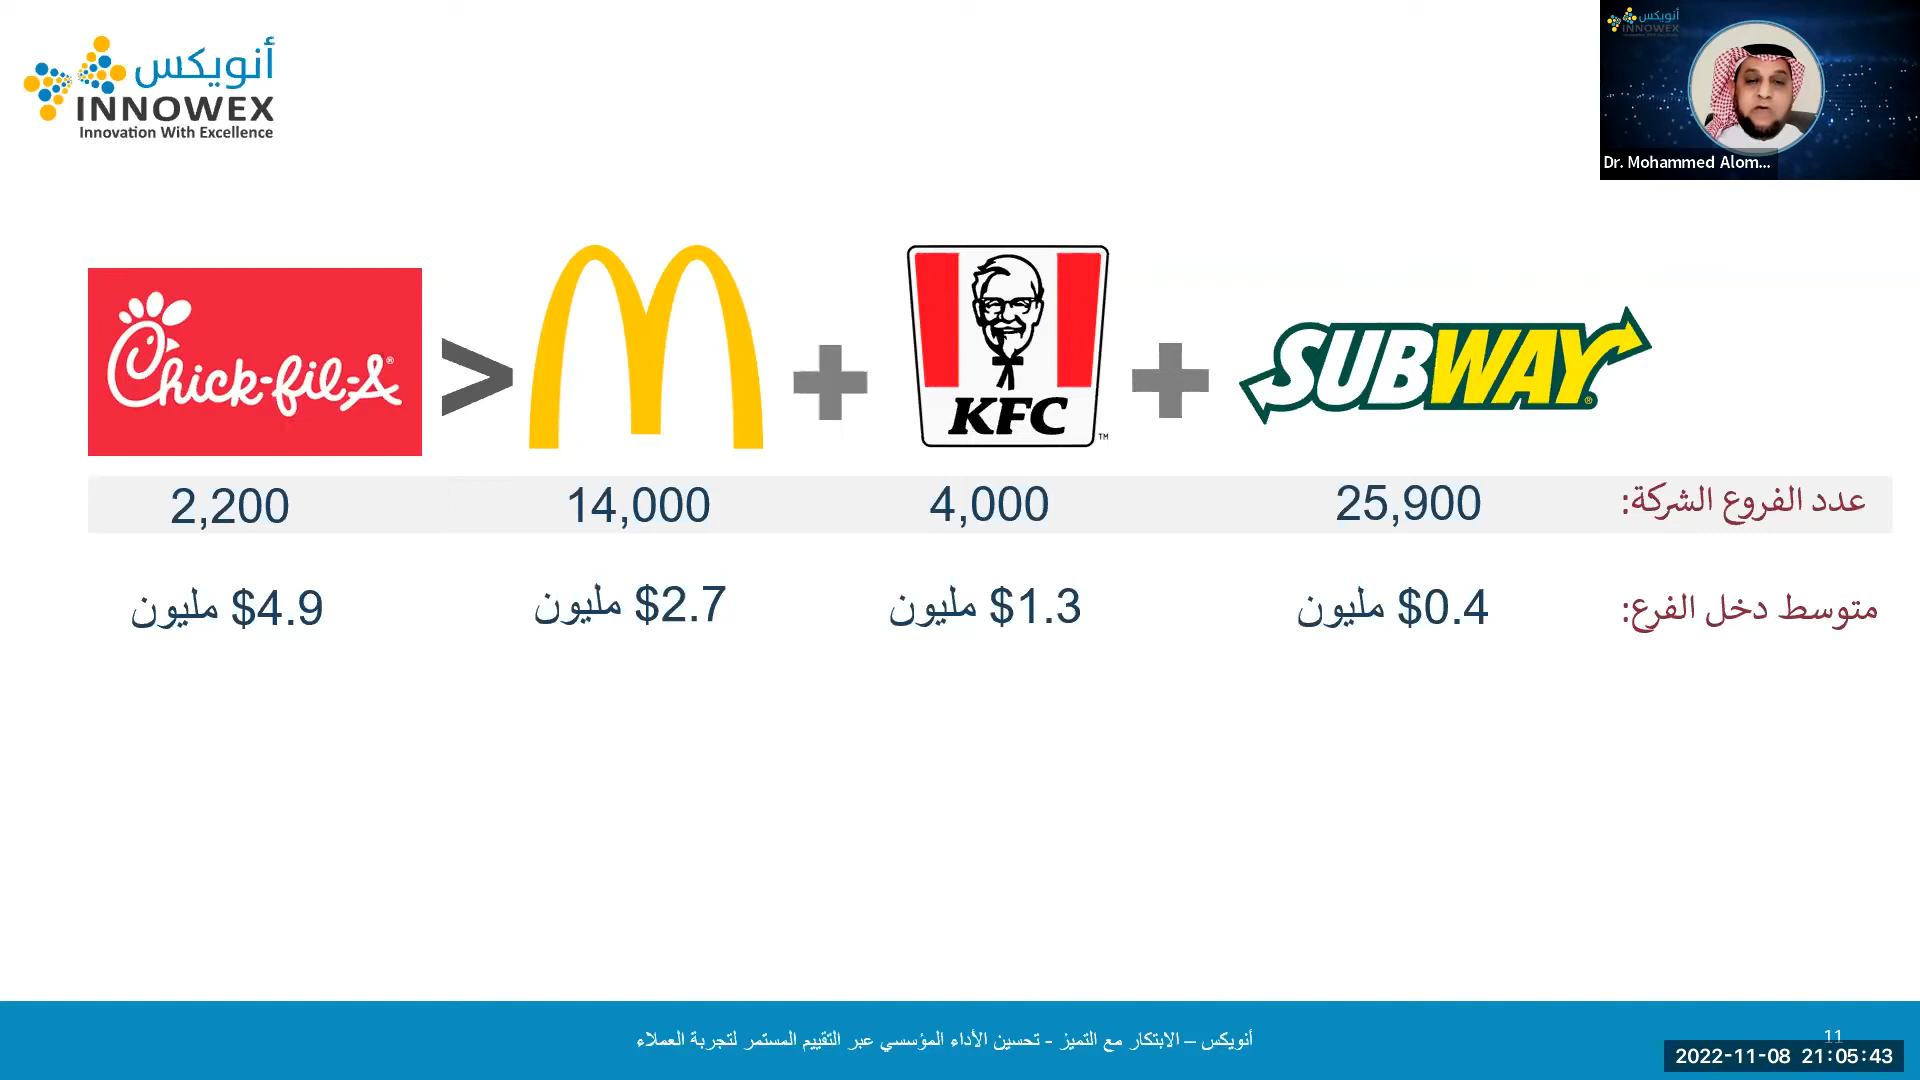 أنويكس
INNOWEX
Innovation With Excellence
أنويكس
INNOWEX
Dr. Mohammed Alom...
Chick-fil-A®
>
+
KFC
TM
+
SUBWAY®
عدد الفروع الشركة: 25,900 4,000 14,000 2,200
متوسط دخل الفرع: $0.4 مليون $1.3 مليون $2.7 مليون $4.9 مليون
أنويكس – الابتكار مع التميز - تحسين الأداء المؤسسي عبر التقييم المستمر لتجربة العملاء
11
2022-11-08 21:05:43